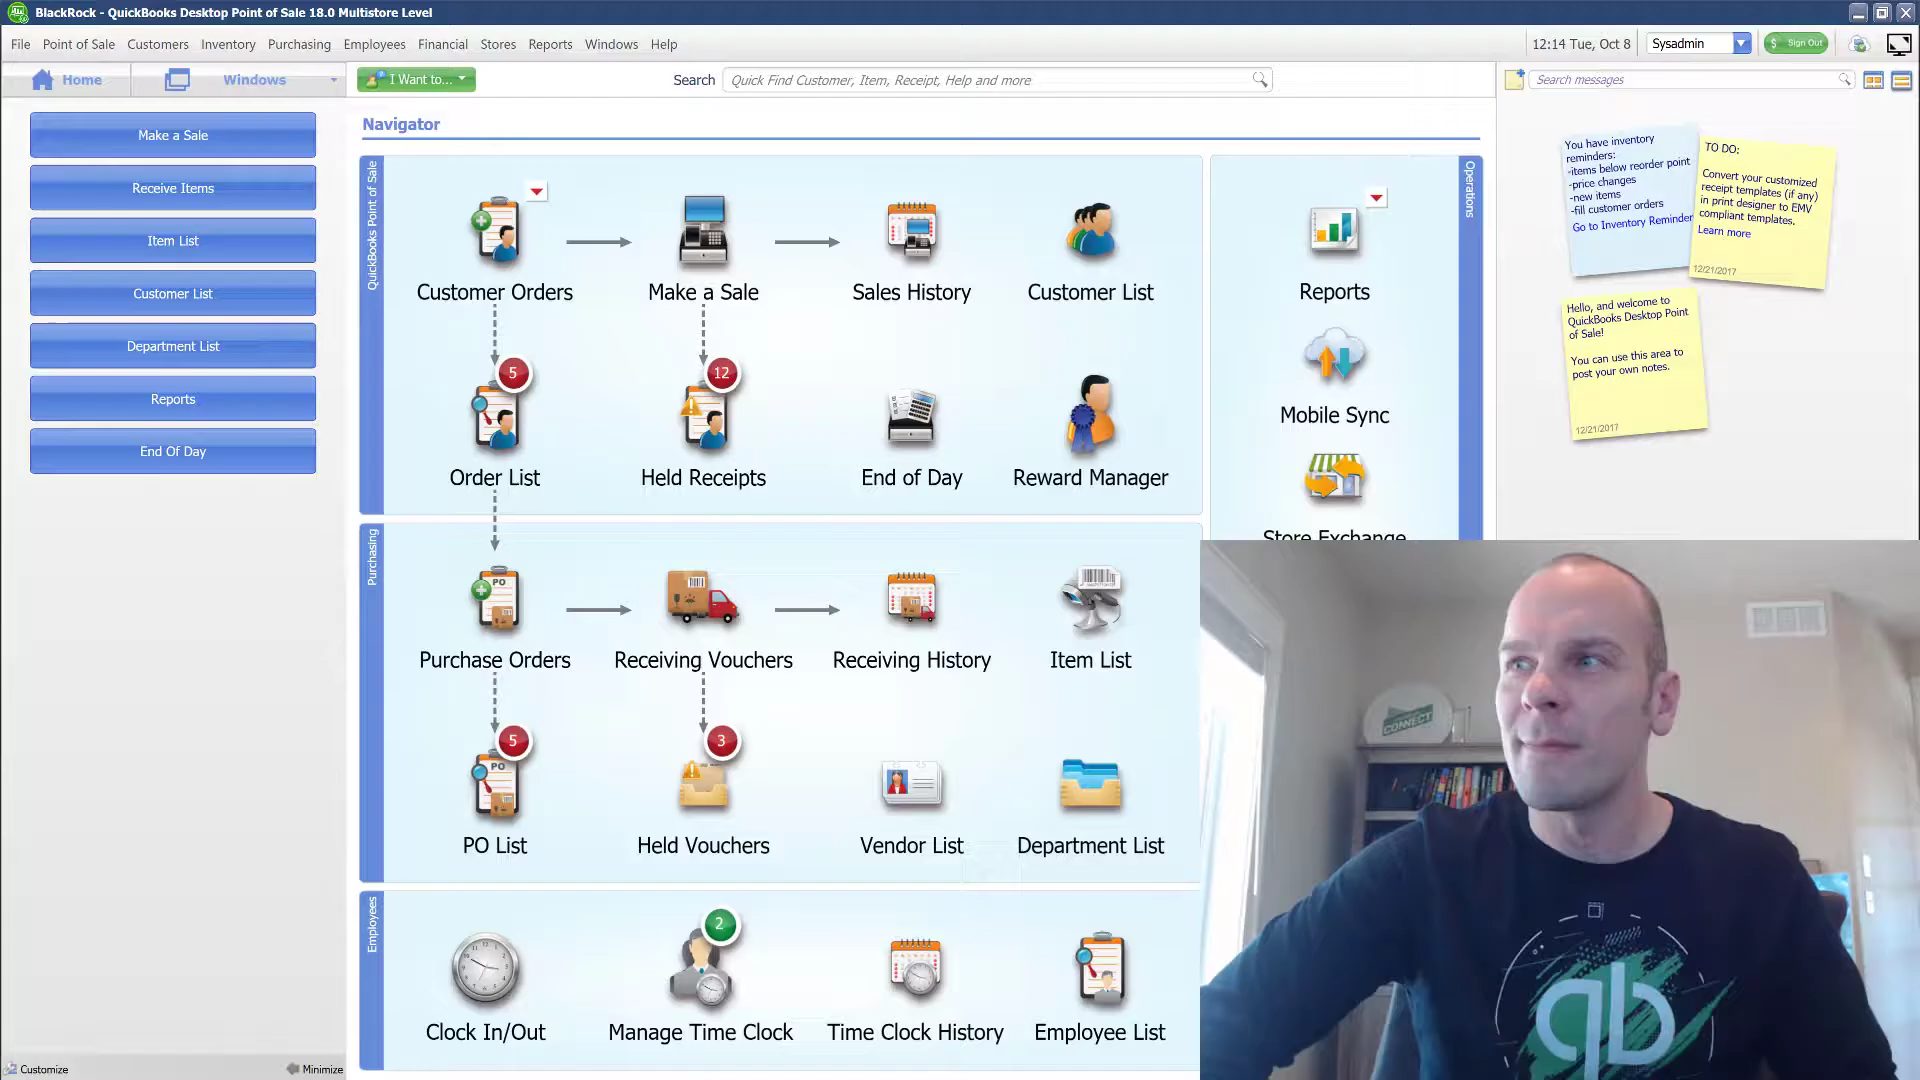 BlackRock - QuickBooks Desktop Point of Sale 18.0 Multistore Level
File Point of Sale Customers Inventory Purchasing Employees Financial Stores Reports Windows Help
12:14 Tue, Oct 8
Sysadmin
$ Sign Out
Home
Windows
I Want to...
Search
Quick Find Customer, Item, Receipt, Help and more
Search messages
Make a Sale
Receive Items
Item List
Customer List
Department List
Reports
End Of Day
Navigator
QuickBooks Point of Sale
Customer Orders
Make a Sale
Sales History
Customer List
5
12
Order List
Held Receipts
End of Day
Reward Manager
Operations
Reports
Mobile Sync
Store Exchange
Purchasing
PO
Purchase Orders
Receiving Vouchers
Receiving History
Item List
5
3
PO
PO List
Held Vouchers
Vendor List
Department List
Employees
2
Clock In/Out
Manage Time Clock
Time Clock History
Employee List
You have inventory
reminders:
-items below reorder point
-price changes
-new items
-fill customer orders
Go to Inventory Reminder
TO DO:
Convert your customized
receipt templates (if any)
in print designer to EMV
compliant templates.
Learn more
12/21/2017
Hello, and welcome to
QuickBooks Desktop Point
of Sale!
You can use this area to
post your own notes.
12/21/2017
CONNECT
qb
Customize
Minimize